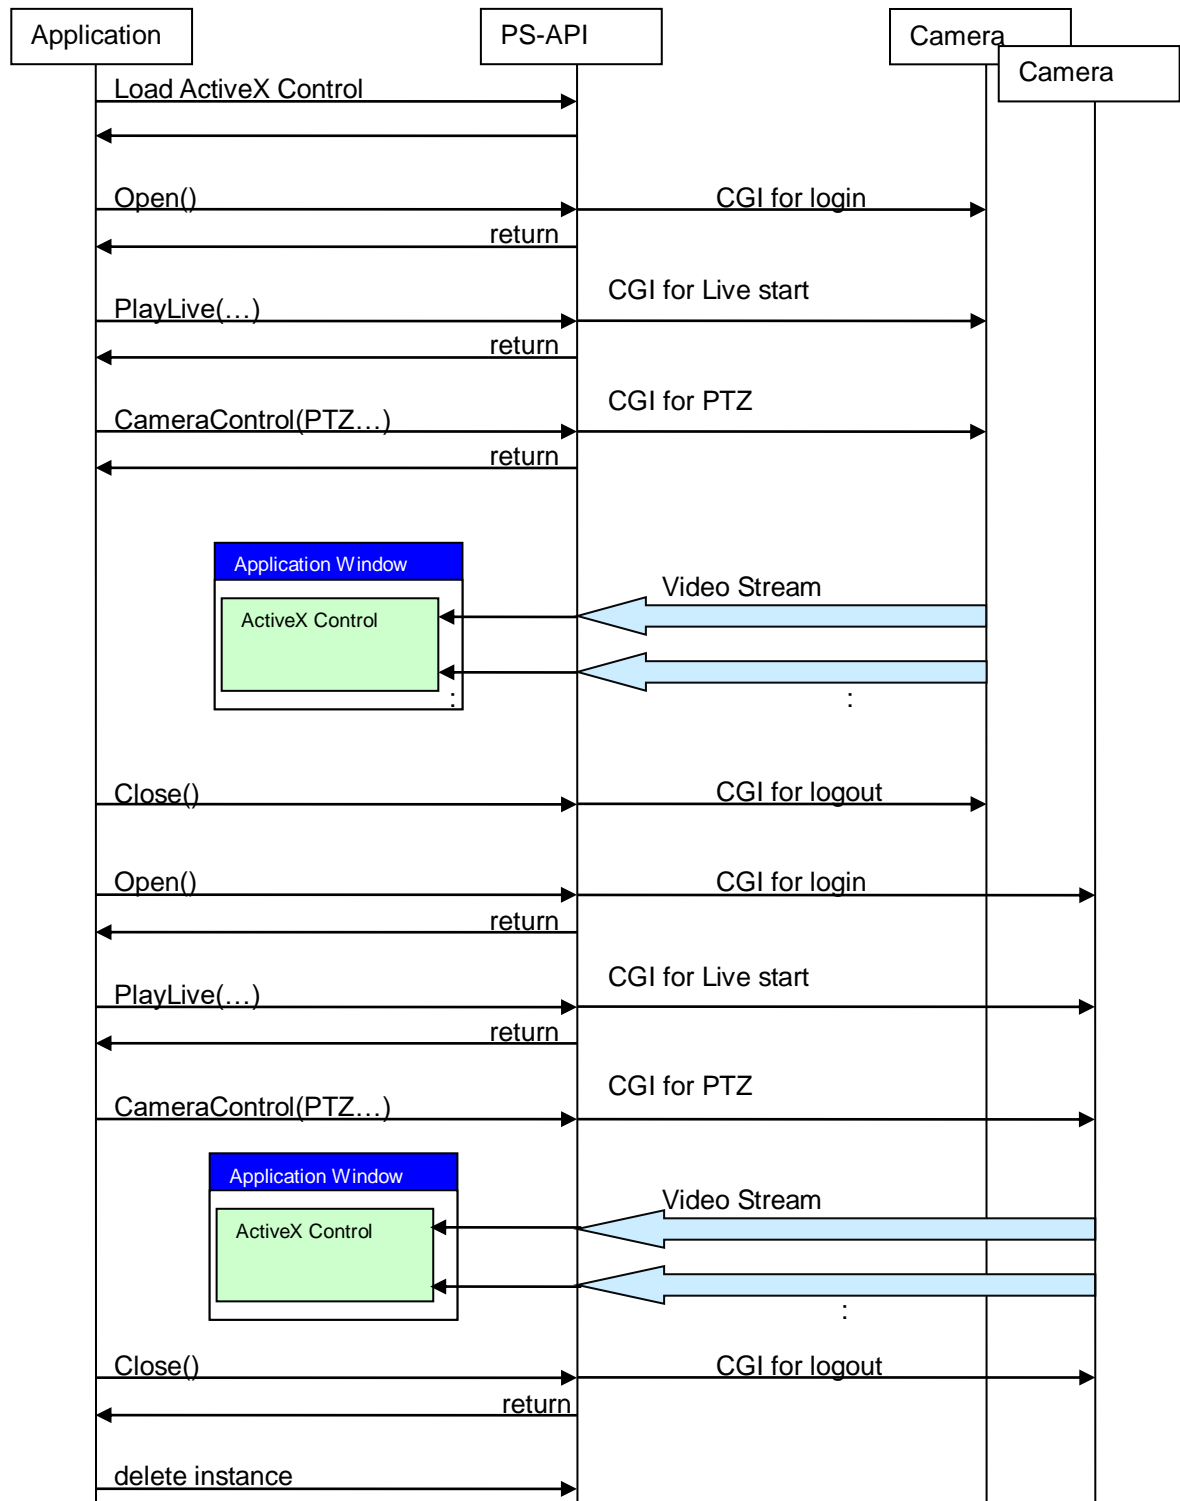 Application
PS-API
Camera
Camera
Load ActiveX Control
Open()
CGI for login
return
CGI for Live start
PlayLive(…)
return
CGI for PTZ
CameraControl(PTZ…)
return
Application Window
Video Stream
ActiveX Control
:
:
Close()
CGI for logout
Open()
CGI for login
return
CGI for Live start
PlayLive(…)
return
CGI for PTZ
CameraControl(PTZ…)
Application Window
Video Stream
ActiveX Control
:
Close()
CGI for logout
return
delete instance